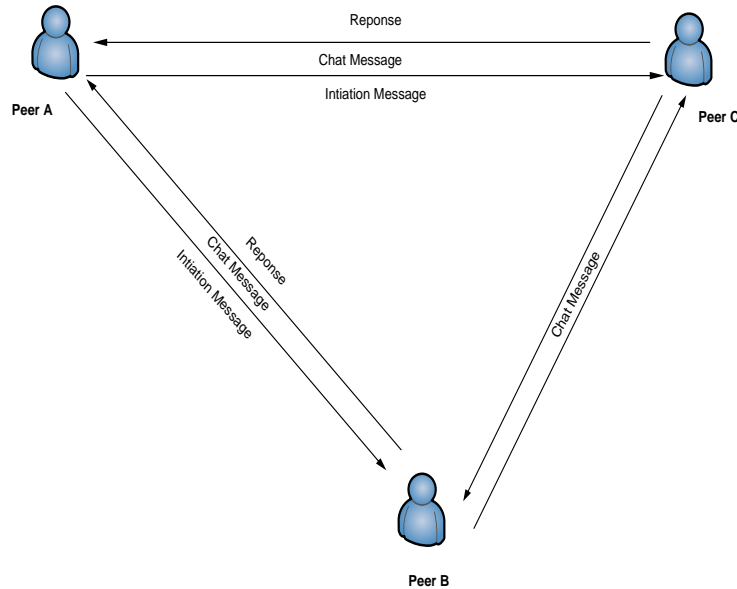 Reponse
Chat Message
Intiation Message
Peer A
Peer C
Reponse
Chat Message
Intiation Message
Chat Message
Peer B